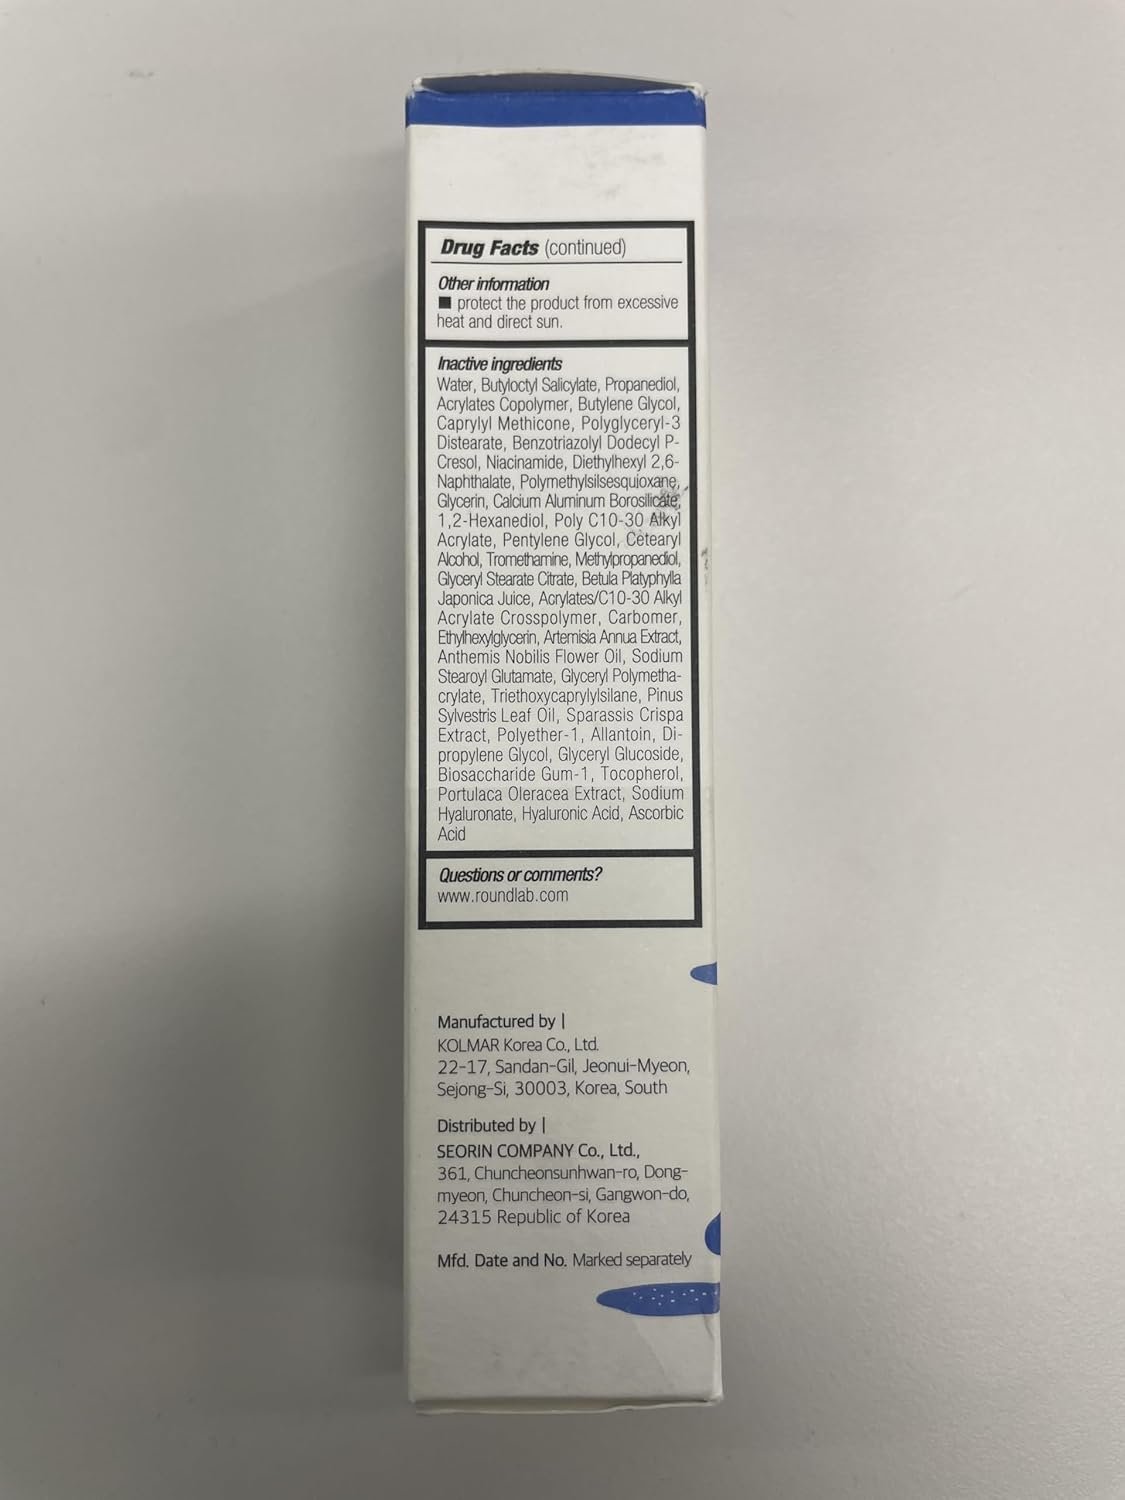 Drug Facts (continued)
Other information
■ protect the product from excessive
heat and direct sun.
Inactive ingredients
Water, Butyloctyl Salicylate, Propanediol,
Acrylates Copolymer, Butylene Glycol,
Caprylyl Methicone, Polyglyceryl-3
Distearate, Benzotriazolyl Dodecyl P-
Cresol, Niacinamide, Diethylhexyl 2,6-
Naphthalate, Polymethylsilsesquioxane,
Glycerin, Calcium Aluminum Borosilicate,
1,2-Hexanediol, Poly C10-30 Alkyl
Acrylate, Pentylene Glycol, Cetearyl
Alcohol, Tromethamine, Methylpropanediol,
Glyceryl Stearate Citrate, Betula Platyphylla
Japonica Juice, Acrylates/C10-30 Alkyl
Acrylate Crosspolymer, Carbomer,
Ethylhexylglycerin, Artemisia Annua Extract,
Anthemis Nobilis Flower Oil, Sodium
Stearoyl Glutamate, Glyceryl Polymetha-
crylate, Triethoxycaprylylsilane, Pinus
Sylvestris Leaf Oil, Sparassis Crispa
Extract, Polyether-1, Allantoin, Di-
propylene Glycol, Glyceryl Glucoside,
Biosaccharide Gum-1, Tocopherol,
Portulaca Oleracea Extract, Sodium
Hyaluronate, Hyaluronic Acid, Ascorbic
Acid
Questions or comments?
www.roundlab.com
Manufactured by |
KOLMAR Korea Co., Ltd.
22-17, Sandan-Gil, Jeonui-Myeon,
Sejong-Si, 30003, Korea, South
Distributed by |
SEORIN COMPANY Co., Ltd.,
361, Chuncheonsunhwan-ro, Dong-
myeon, Chuncheon-si, Gangwon-do,
24315 Republic of Korea
Mfd. Date and No. Marked separately